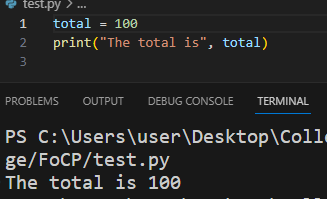 test.py > ...
1 total = 100
2 print("The total is", total)
3
PROBLEMS OUTPUT DEBUG CONSOLE TERMINAL
PS C:\Users\user\Desktop\Colle
ge/FoCP/test.py
The total is 100